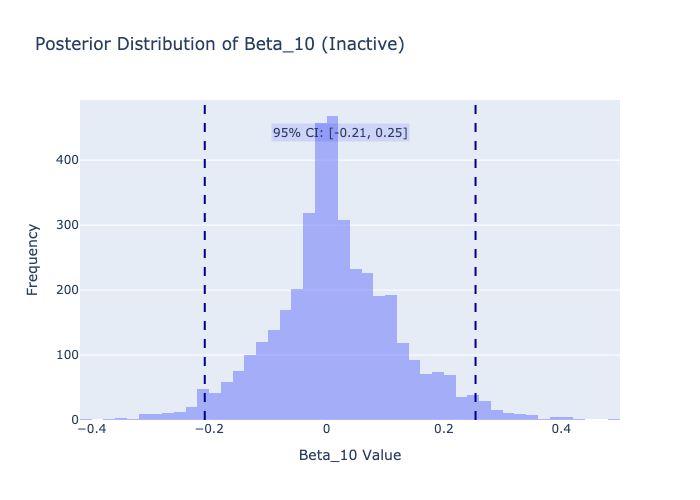 Posterior Distribution of Beta_10 (Inactive)
95% CI: [-0.21, 0.25]
400
300
200
100
0
Frequency
−0.4
−0.2
0
0.2
0.4
Beta_10 Value